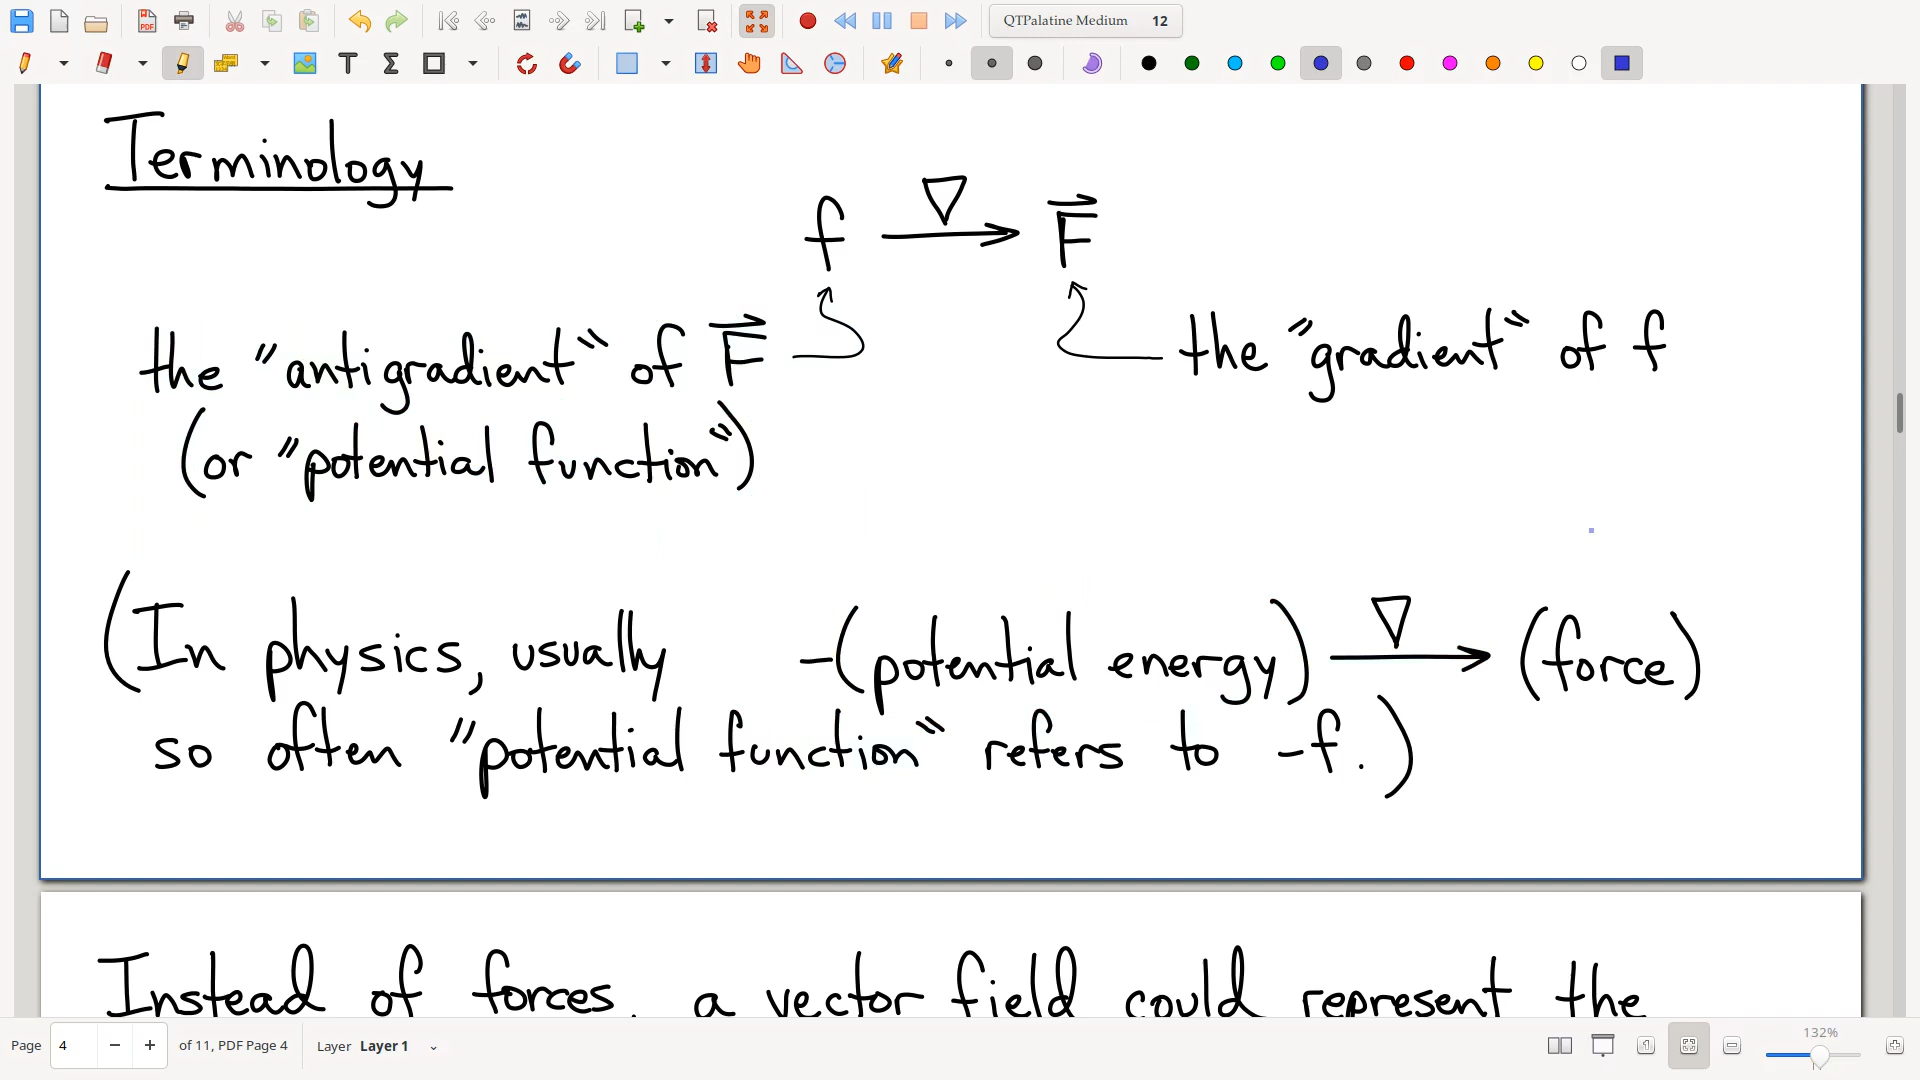 QTPalatine Medium 12
Terminology
f ∇⟶ F⃗
the "antigradient" of F⃗
the "gradient" of f
(or "potential function")
(In physics, usually -(potential energy) ∇⟶ (force)
so often "potential function" refers to -f.)
Instead of forces, a vector field could represent the
Page 4 of 11, PDF Page 4 Layer Layer 1 132%